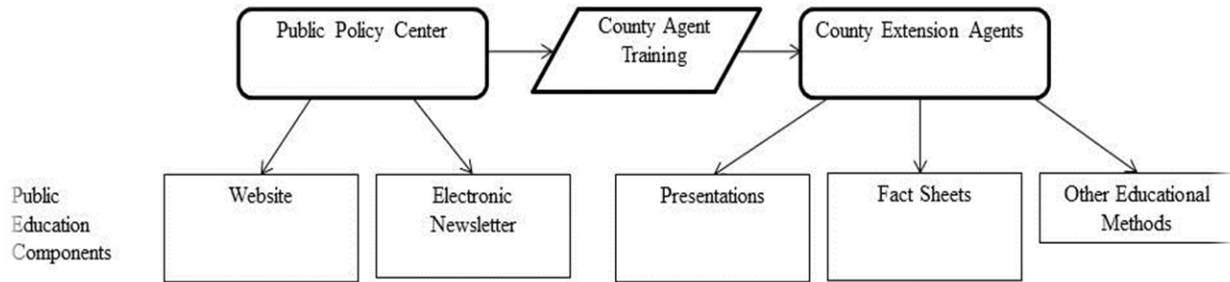 Public Policy Center
County Agent
Training
County Extension Agents
Public
Education
Components
Website
Electronic
Newsletter
Presentations
Fact Sheets
Other Educational
Methods